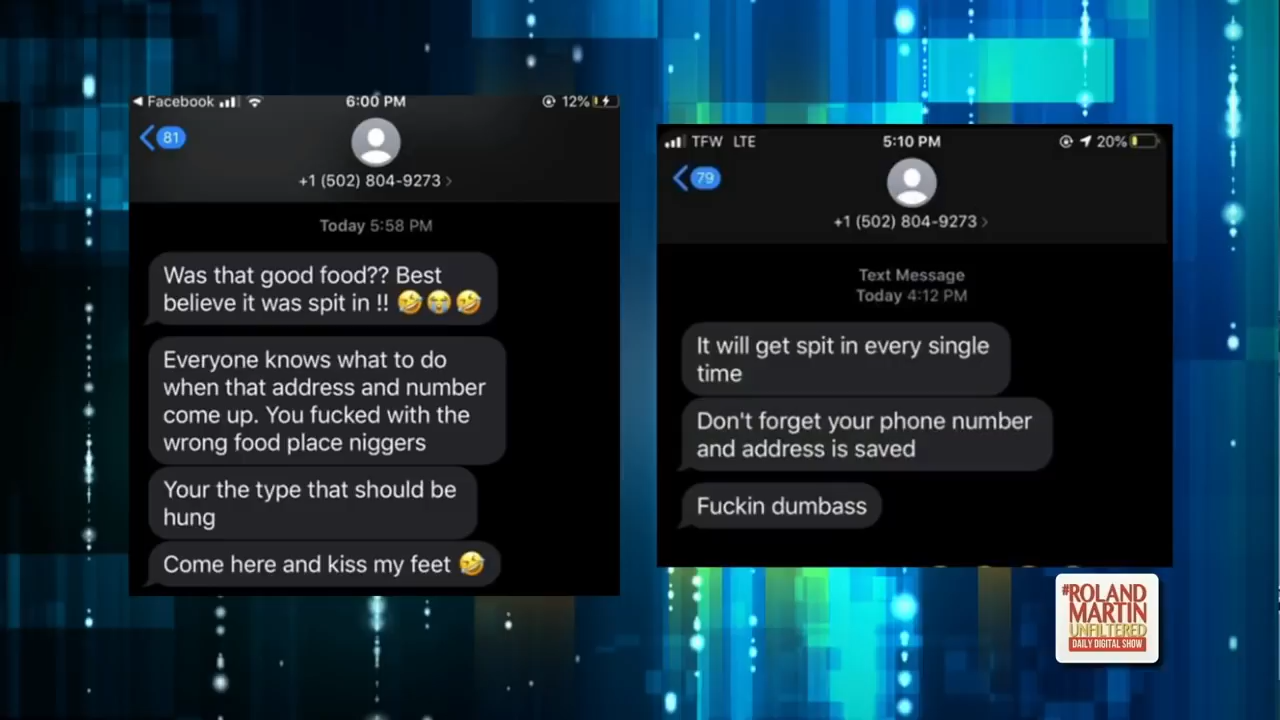 Facebook
6:00 PM
12%
81
+1 (502) 804-9273
Today 5:58 PM
Was that good food?? Best
believe it was spit in !! 🤣😭🤣
Everyone knows what to do
when that address and number
come up. You fucked with the
wrong food place niggers
Your the type that should be
hung
Come here and kiss my feet 🤣
TFW LTE
5:10 PM
20%
79
+1 (502) 804-9273
Text Message
Today 4:12 PM
It will get spit in every single
time
Don't forget your phone number
and address is saved
Fuckin dumbass
#ROLAND
MARTIN
UNFILTERED
DAILY DIGITAL SHOW